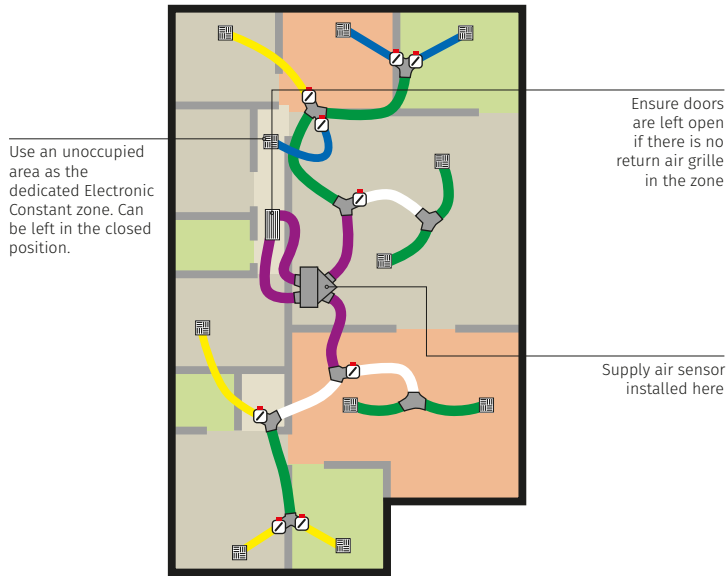 Ensure doors
are left open
if there is no
return air grille
in the zone
Use an unoccupied
area as the
dedicated Electronic
Constant zone. Can
be left in the closed
position.
Supply air sensor
installed here